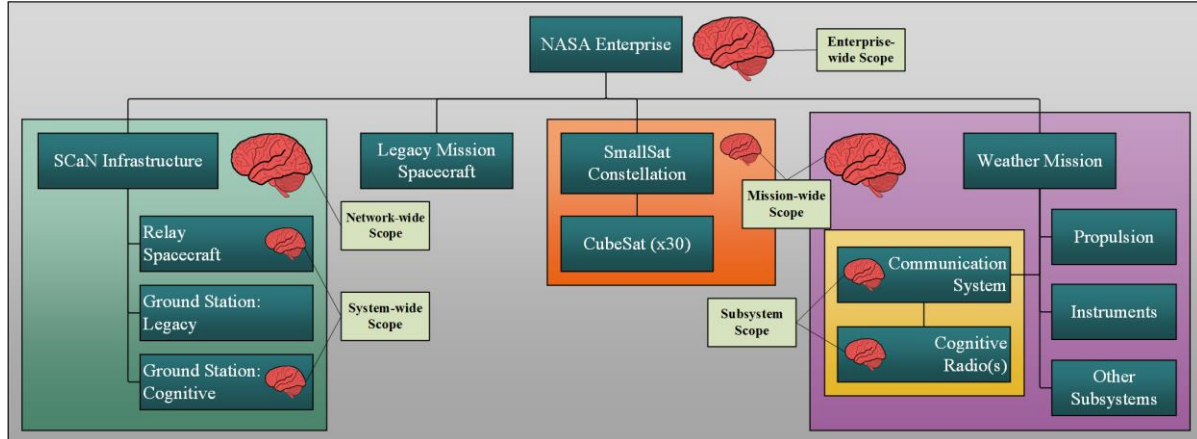 NASA Enterprise
Enterprise-
wide Scope
SCaN Infrastructure
Legacy Mission
Spacecraft
SmallSat
Constellation
Weather Mission
Network-wide
Scope
Mission-wide
Scope
Relay
Spacecraft
CubeSat (x30)
Propulsion
Communication
System
Ground Station:
Legacy
System-wide
Scope
Subsystem
Scope
Instruments
Cognitive
Radio(s)
Ground Station:
Cognitive
Other
Subsystems